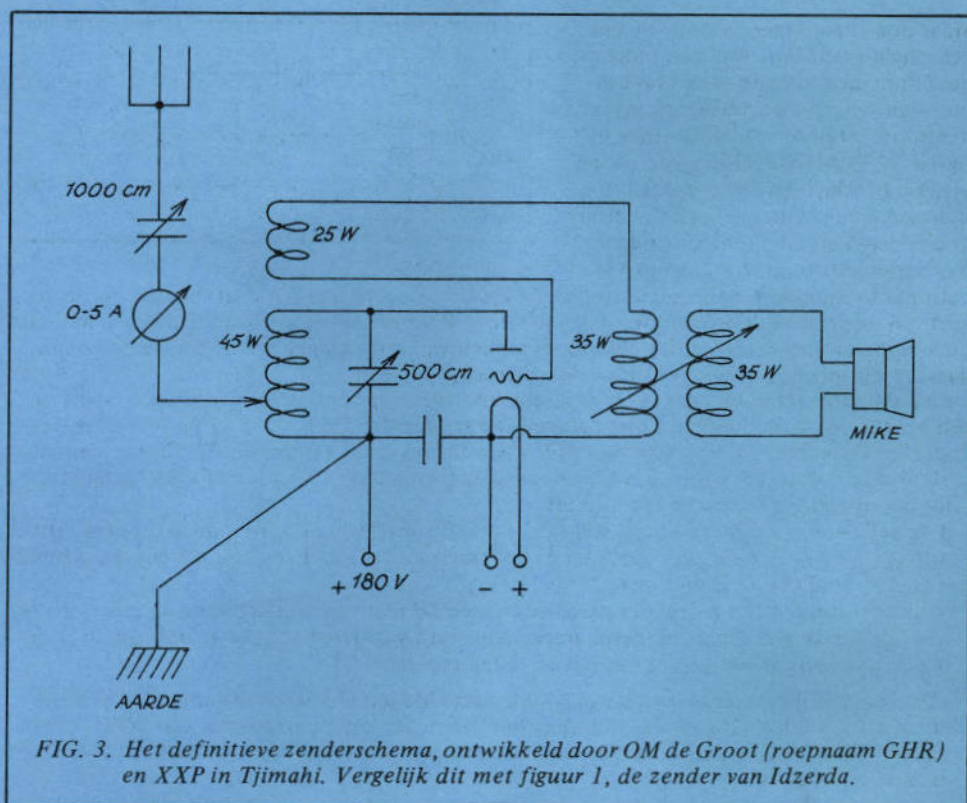 1000 cm
25 W
0-5 A
45 W
500 cm
35 W
35 W
MIKE
+ 180 V
- +
AARDE
FIG. 3. Het definitieve zenderschema, ontwikkeld door OM de Groot (roepnaam GHR)
en XXP in Tjimahi. Vergelijk dit met figuur 1, de zender van Idzerda.